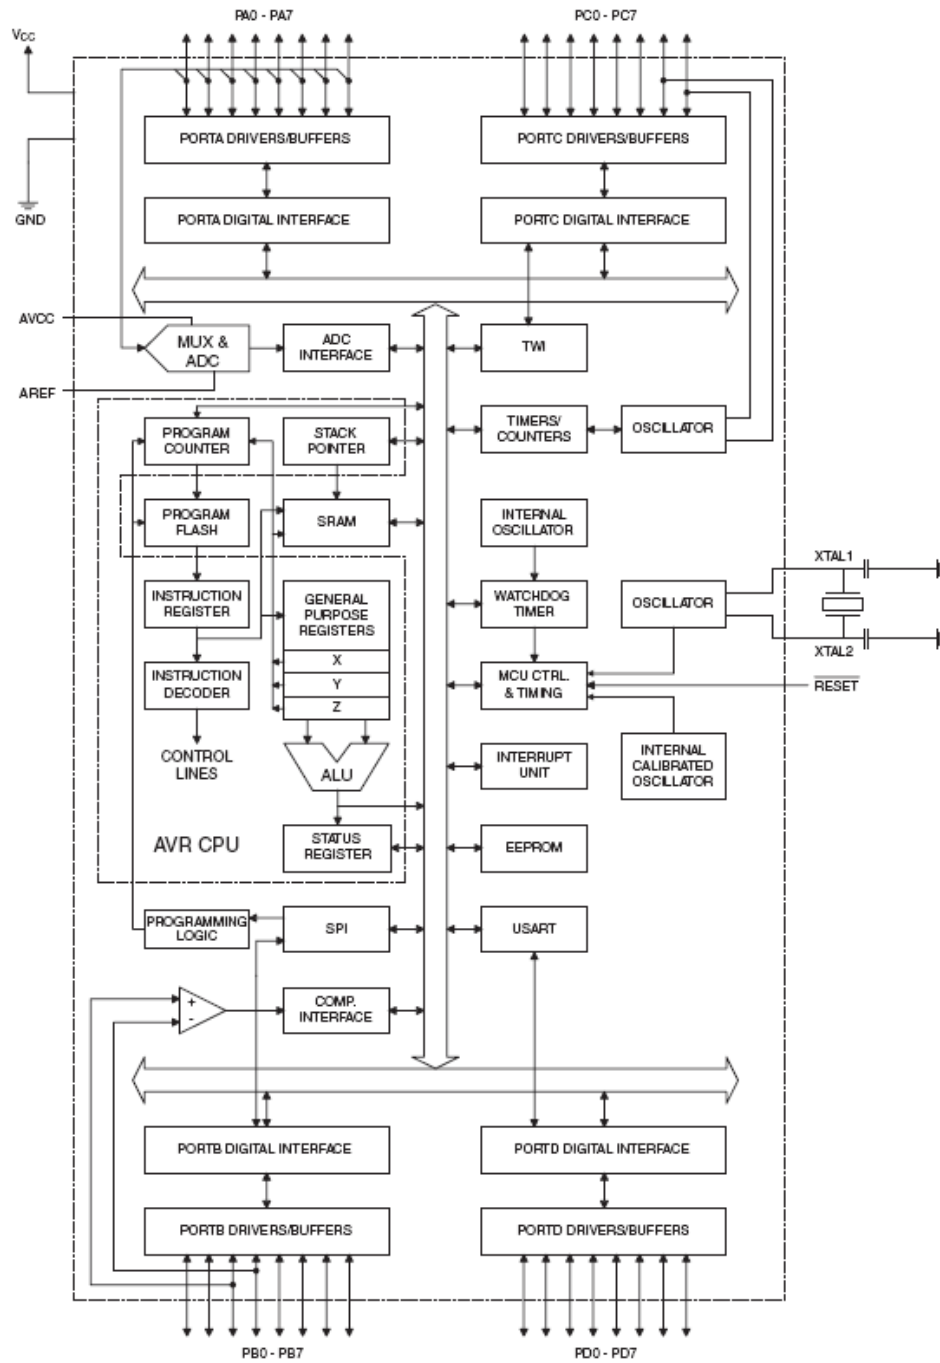 PA0 - PA7
PC0 - PC7
VCC
PORTA DRIVERS/BUFFERS
PORTC DRIVERS/BUFFERS
GND
PORTA DIGITAL INTERFACE
PORTC DIGITAL INTERFACE
AVCC
MUX &
ADC
ADC
INTERFACE
TWI
AREF
PROGRAM
COUNTER
STACK
POINTER
TIMERS/
COUNTERS
OSCILLATOR
PROGRAM
FLASH
SRAM
INTERNAL
OSCILLATOR
XTAL1
INSTRUCTION
REGISTER
GENERAL
PURPOSE
REGISTERS
WATCHDOG
TIMER
OSCILLATOR
XTAL2
X
Y
Z
INSTRUCTION
DECODER
MCU CTRL.
& TIMING
RESET
CONTROL
LINES
ALU
INTERRUPT
UNIT
INTERNAL
CALIBRATED
OSCILLATOR
AVR CPU
STATUS
REGISTER
EEPROM
PROGRAMMING
LOGIC
SPI
USART
+
-
COMP.
INTERFACE
PORTB DIGITAL INTERFACE
PORTD DIGITAL INTERFACE
PORTB DRIVERS/BUFFERS
PORTD DRIVERS/BUFFERS
PB0 - PB7
PD0 - PD7